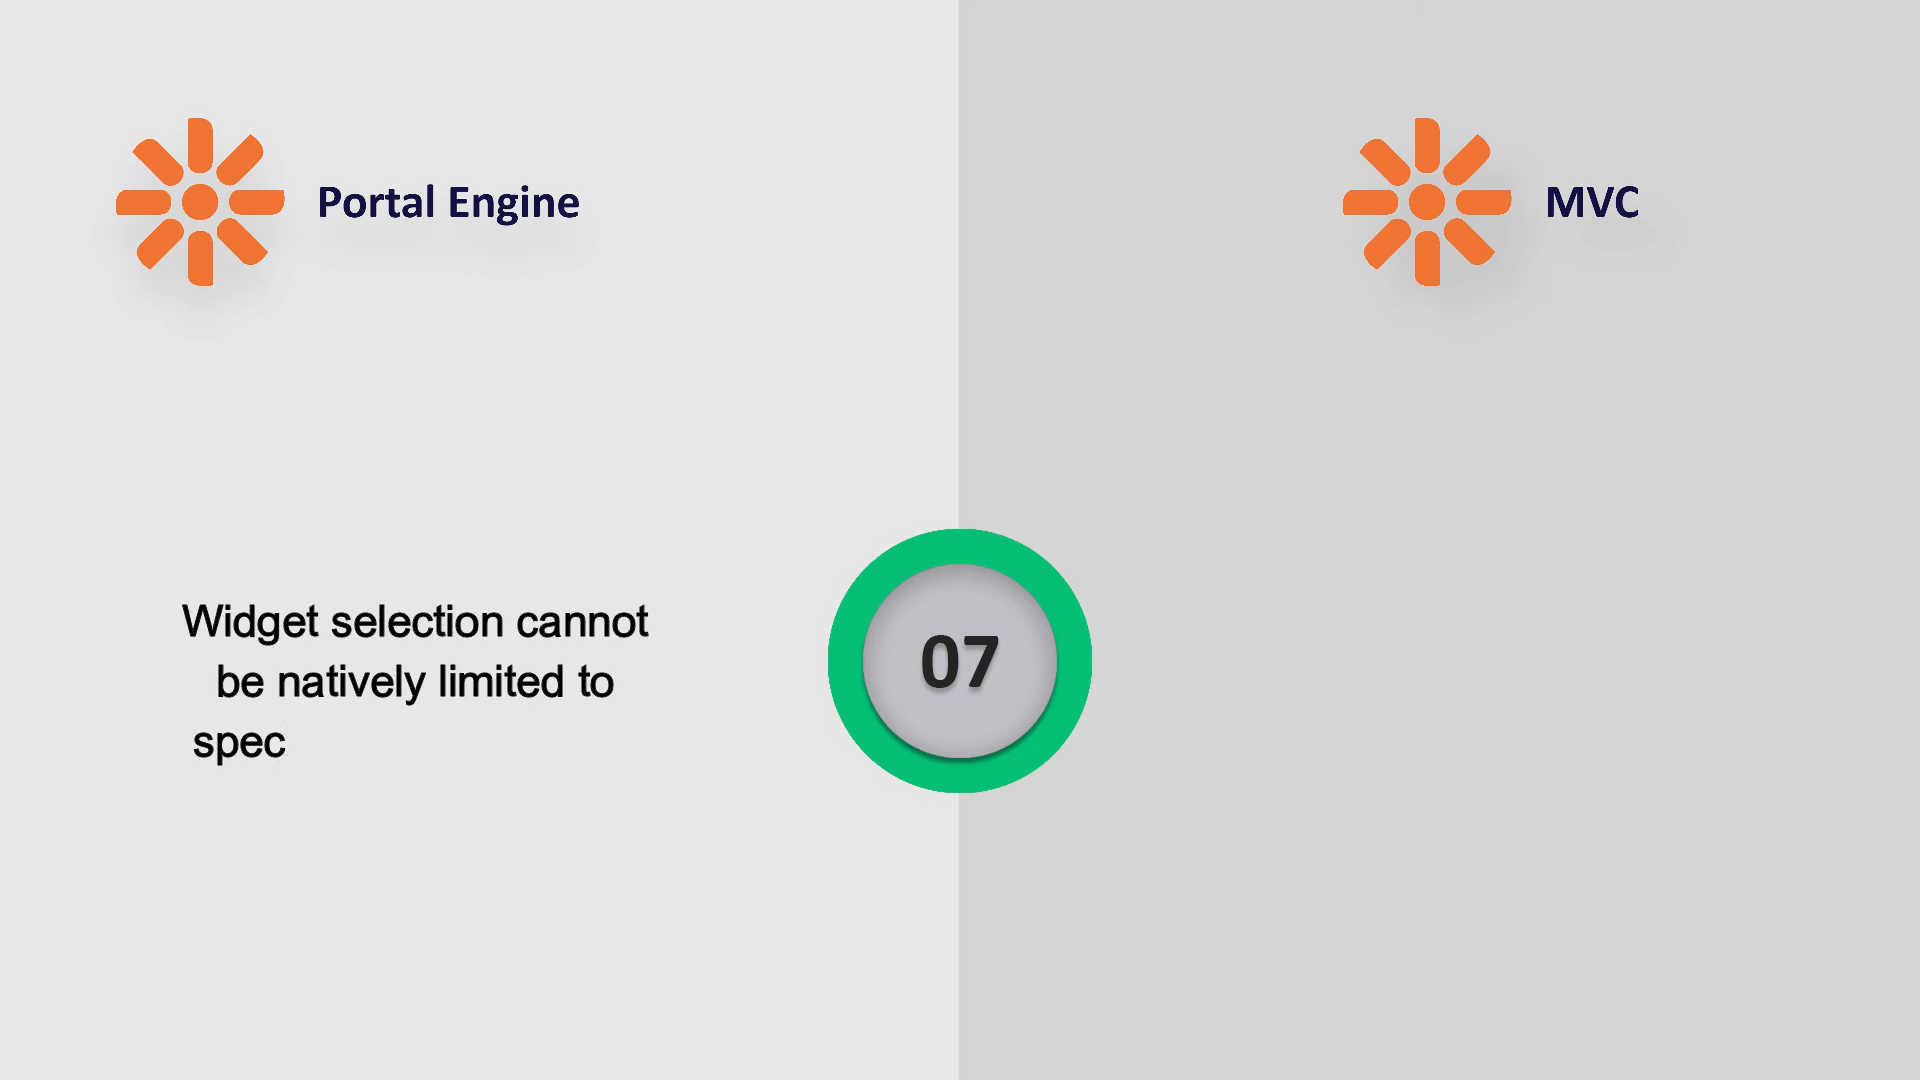 Portal Engine
MVC
Widget selection cannot
be natively limited to
spec
07